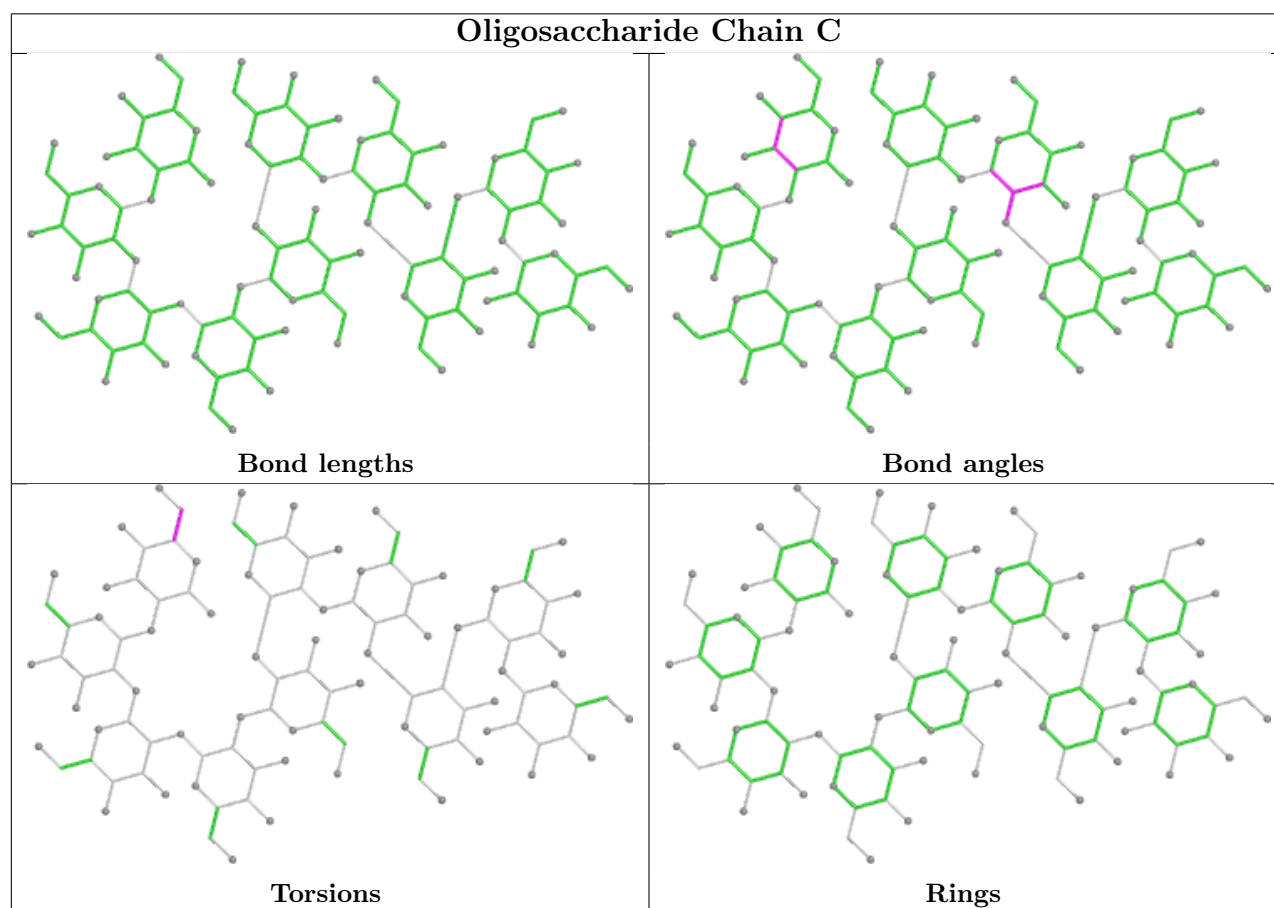 Oligosaccharide Chain C
Bond lengths
Bond angles
Torsions
Rings